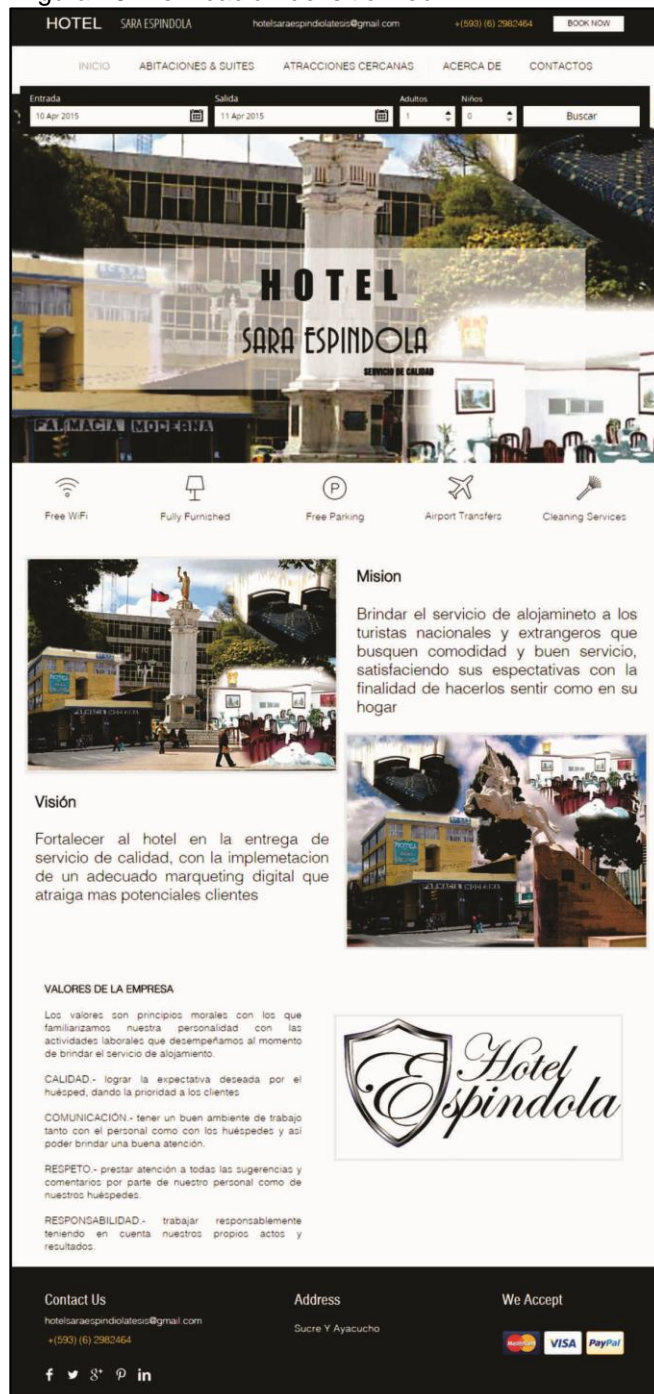 HOTEL SARA ESPINDOLA hotelsaraespindiolatesis@gmail.com +(593) (6) 2982464 BOOK NOW
INICIO ABITACIONES & SUITES ATRACCIONES CERCANAS ACERCA DE CONTACTOS
Entrada Salida Adultos Niños
10 Apr 2015 11 Apr 2015 1 0 Buscar
HOTEL
SARA ESPINDOLA
SERVICIO DE CALIDAD
FARMACIA MODERNA
Free WiFi Fully Furnished Free Parking Airport Transfers Cleaning Services
Mision
Brindar el servicio de alojamineto a los
turistas nacionales y extrangeros que
busquen comodidad y buen servicio,
satisfaciendo sus espectativas con la
finalidad de hacerlos sentir como en su
hogar
FARMACIA MODERNA
Visión
Fortalecer al hotel en la entrega de
servicio de calidad, con la implemetacion
de un adecuado marqueting digital que
atraiga mas potenciales clientes
HOTEL
FARMACIA MODERNA
VALORES DE LA EMPRESA
Los valores son principios morales con los que
familiarizamos nuestra personalidad con las
actividades laborales que desempeñamos al momento
de brindar el servicio de alojamiento.
CALIDAD.- lograr la expectativa deseada por el
huésped, dando la prioridad a los clientes
COMUNICACIÓN.- tener un buen ambiente de trabajo
tanto con el personal como con los huéspedes y asi
poder brindar una buena atención.
RESPETO.- prestar atención a todas las sugerencias y
comentarios por parte de nuestro personal como de
nuestros huéspedes.
RESPONSABILIDAD.- trabajar responsablemente
teniendo en cuenta nuestros propios actos y
resultados.
Hotel
Espindola
Contact Us Address We Accept
hotelsaraespindiolatesis@gmail.com
Sucre Y Ayacucho
+(593) (6) 2982464
MasterCard VISA PayPal